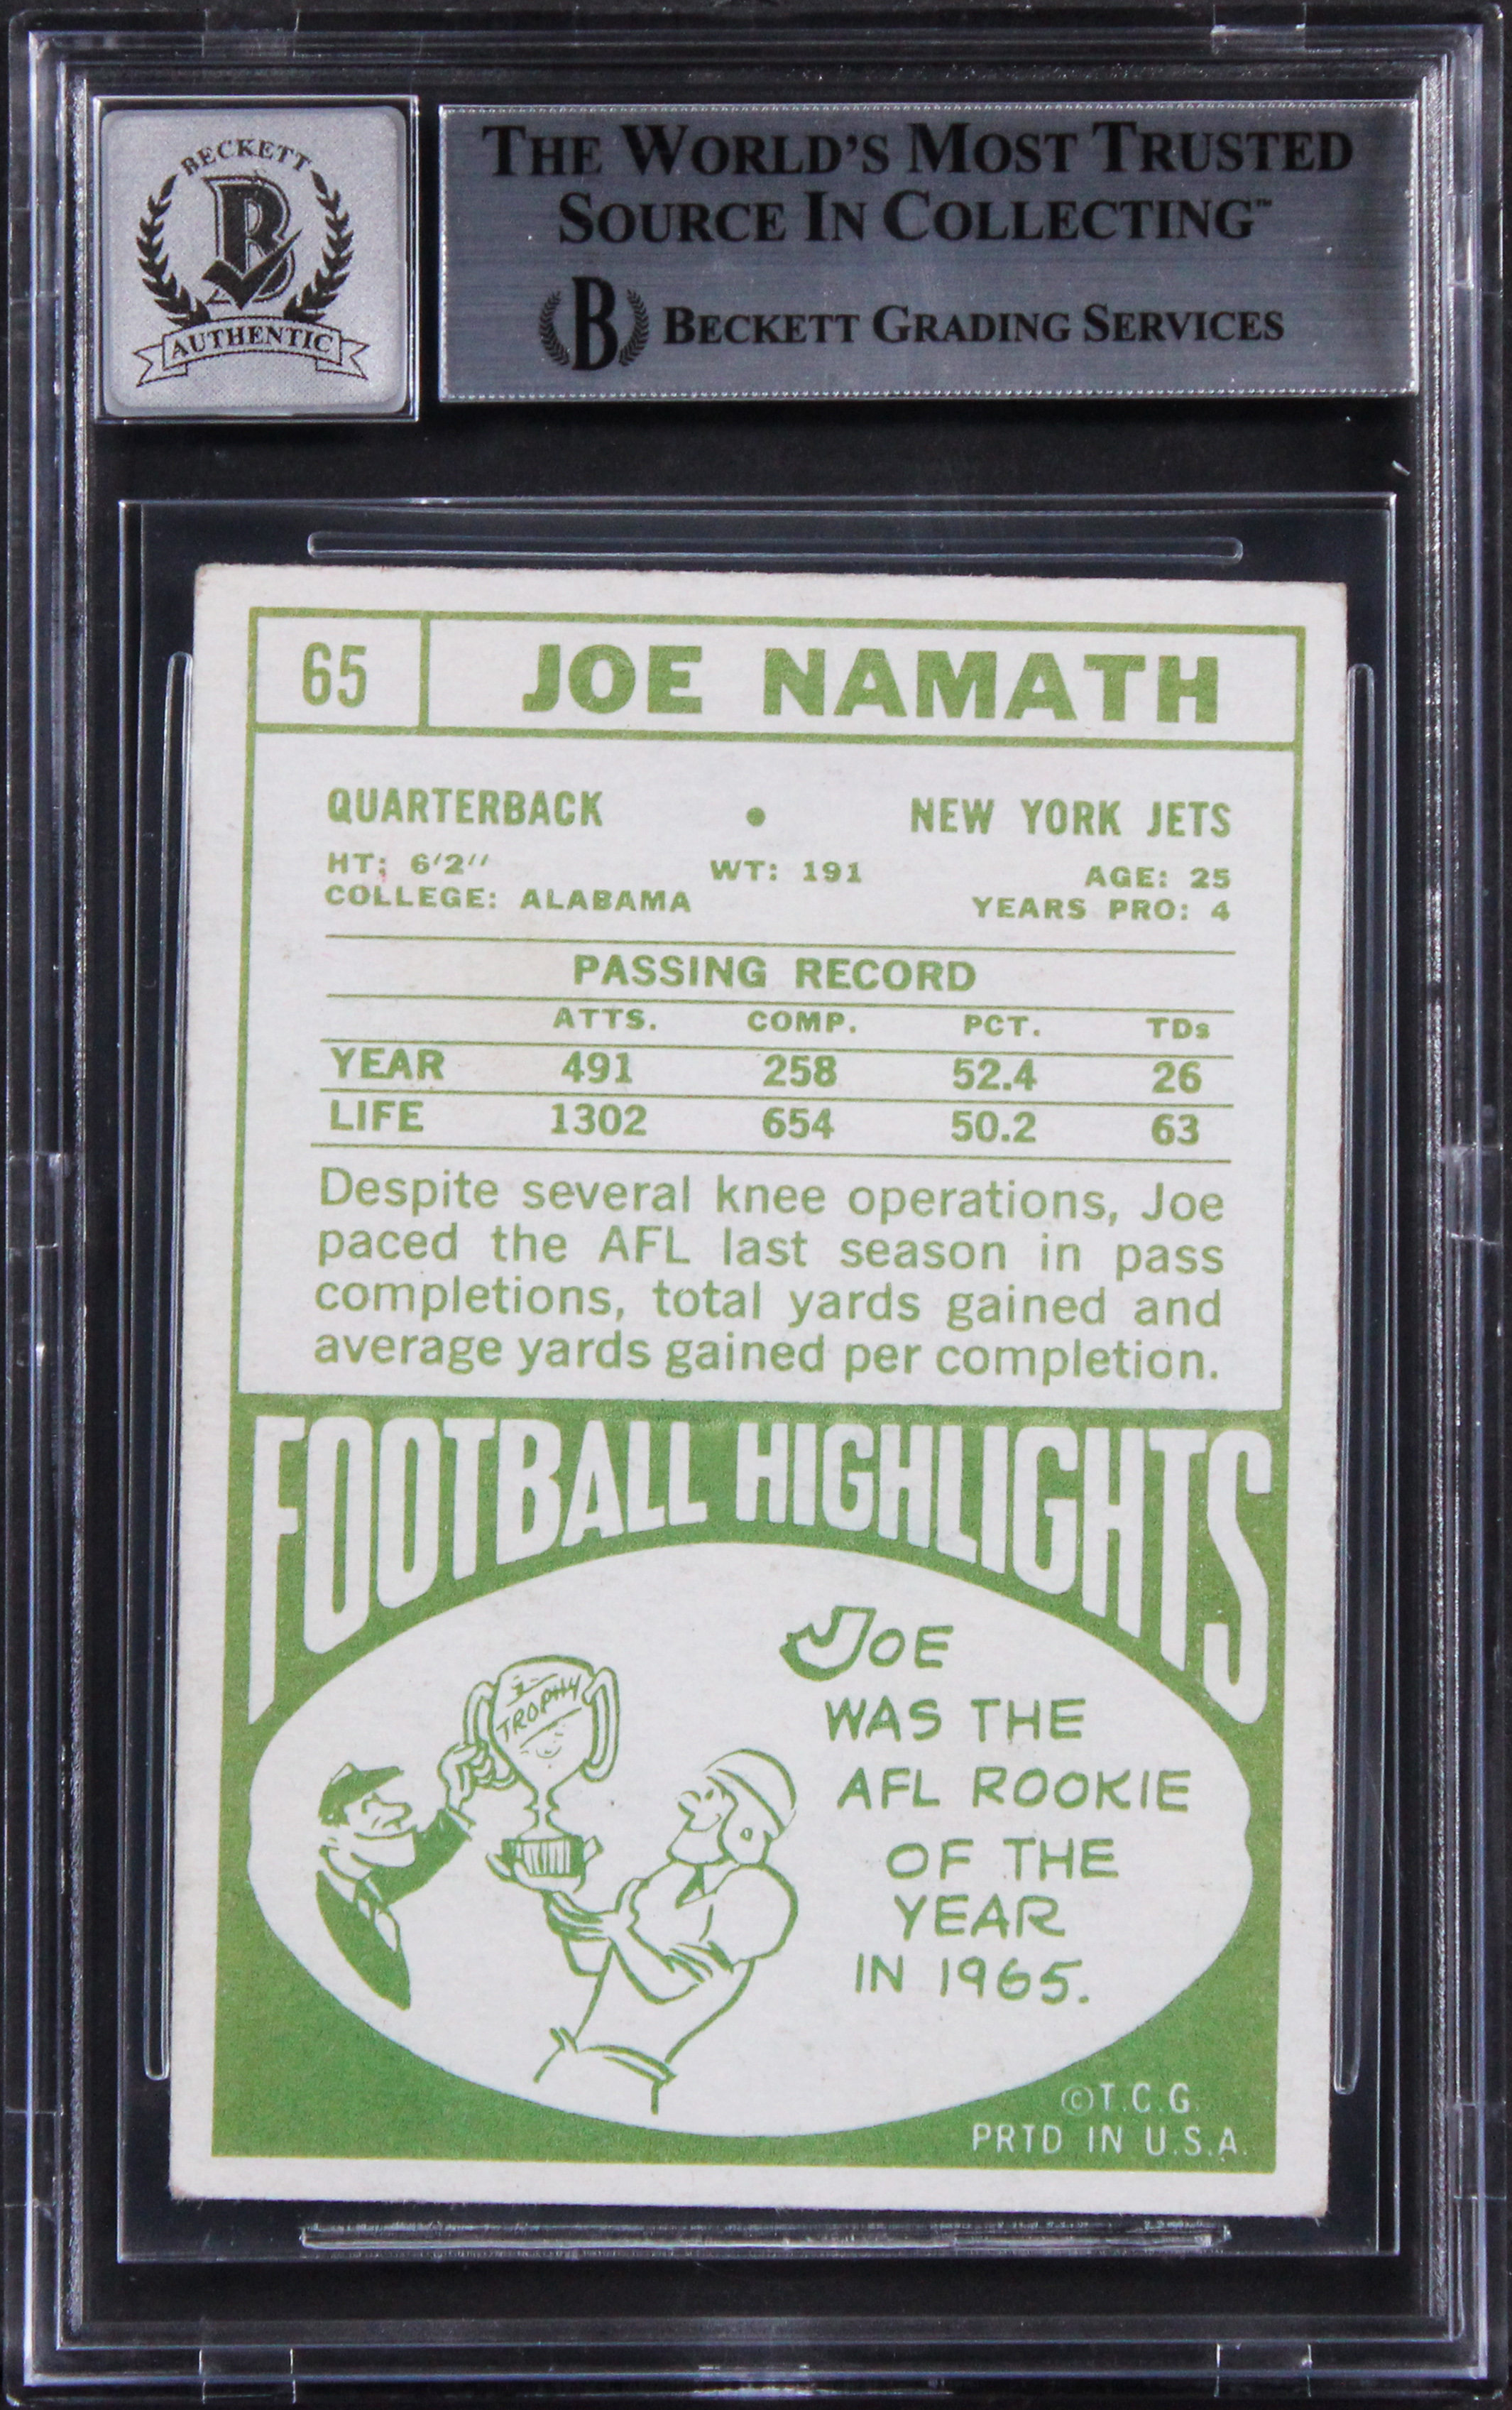 BECKETT
B
AUTHENTIC
THE WORLD'S MOST TRUSTED
SOURCE IN COLLECTING™
B BECKETT GRADING SERVICES
65 JOE NAMATH
QUARTERBACK • NEW YORK JETS
HT; 6'2" WT: 191 AGE: 25
COLLEGE: ALABAMA YEARS PRO: 4
PASSING RECORD
ATTS. COMP. PCT. TDs
YEAR 491 258 52.4 26
LIFE 1302 654 50.2 63
Despite several knee operations, Joe
paced the AFL last season in pass
completions, total yards gained and
average yards gained per completion.
FOOTBALL HIGHLIGHTS
TROPHY
JOE
WAS THE
AFL ROOKIE
OF THE
YEAR
IN 1965.
©T.C.G.
PRTD IN U.S.A.